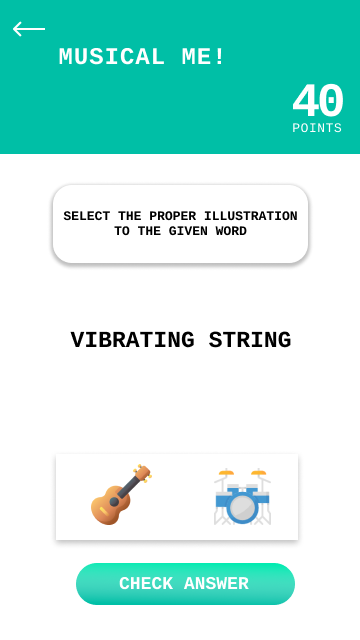 MUSICAL ME!
40
POINTS
SELECT THE PROPER ILLUSTRATION
TO THE GIVEN WORD
VIBRATING STRING
CHECK ANSWER